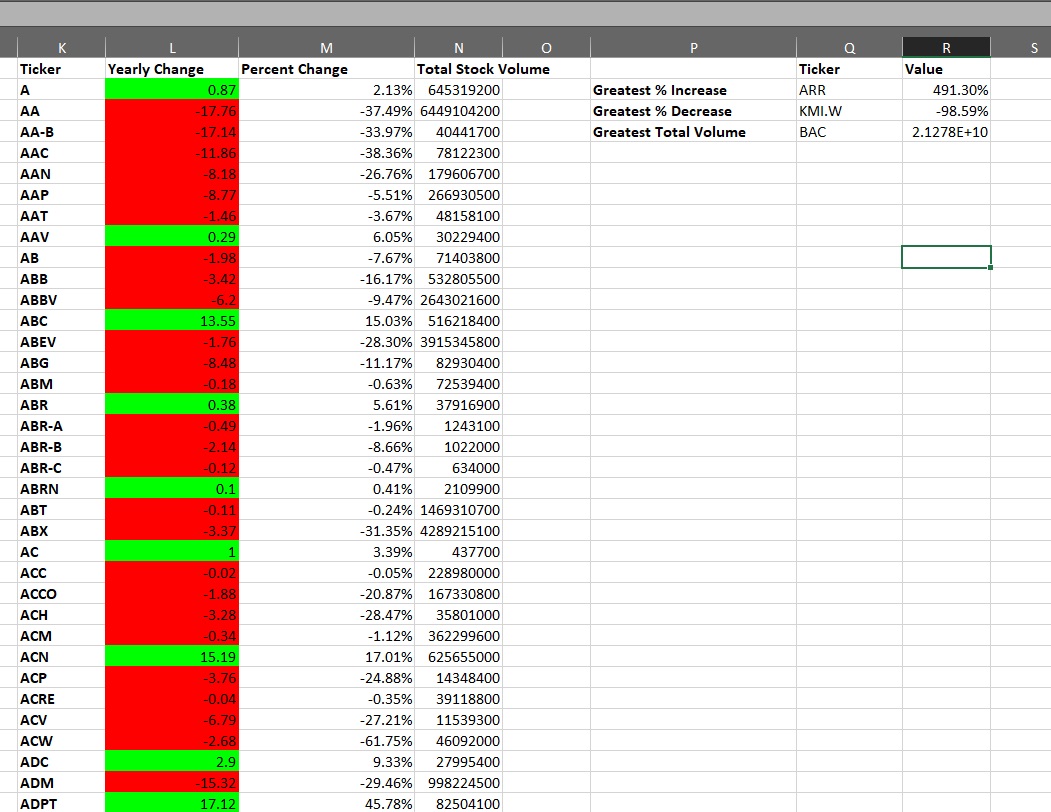 K L M N O P Q R S
Ticker Yearly Change Percent Change Total Stock Volume Ticker Value
A 0.87 2.13% 645319200 Greatest % Increase ARR 491.30%
AA -17.76 -37.49% 6449104200 Greatest % Decrease KMI.W -98.59%
AA-B -17.14 -33.97% 40441700 Greatest Total Volume BAC 2.1278E+10
AAC -11.86 -38.36% 78122300
AAN -8.18 -26.76% 179606700
AAP -8.77 -5.51% 266930500
AAT -1.46 -3.67% 48158100
AAV 0.29 6.05% 30229400
AB -1.98 -7.67% 71403800
ABB -3.42 -16.17% 532805500
ABBV -6.2 -9.47% 2643021600
ABC 13.55 15.03% 516218400
ABEV -1.76 -28.30% 3915345800
ABG -8.48 -11.17% 82930400
ABM -0.18 -0.63% 72539400
ABR 0.38 5.61% 37916900
ABR-A -0.49 -1.96% 1243100
ABR-B -2.14 -8.66% 1022000
ABR-C -0.12 -0.47% 634000
ABRN 0.1 0.41% 2109900
ABT -0.11 -0.24% 1469310700
ABX -3.37 -31.35% 4289215100
AC 1 3.39% 437700
ACC -0.02 -0.05% 228980000
ACCO -1.88 -20.87% 167330800
ACH -3.28 -28.47% 35801000
ACM -0.34 -1.12% 362299600
ACN 15.19 17.01% 625655000
ACP -3.76 -24.88% 14348400
ACRE -0.04 -0.35% 39118800
ACV -6.79 -27.21% 11539300
ACW -2.68 -61.75% 46092000
ADC 2.9 9.33% 27995400
ADM -15.32 -29.46% 998224500
ADPT 17.12 45.78% 82504100